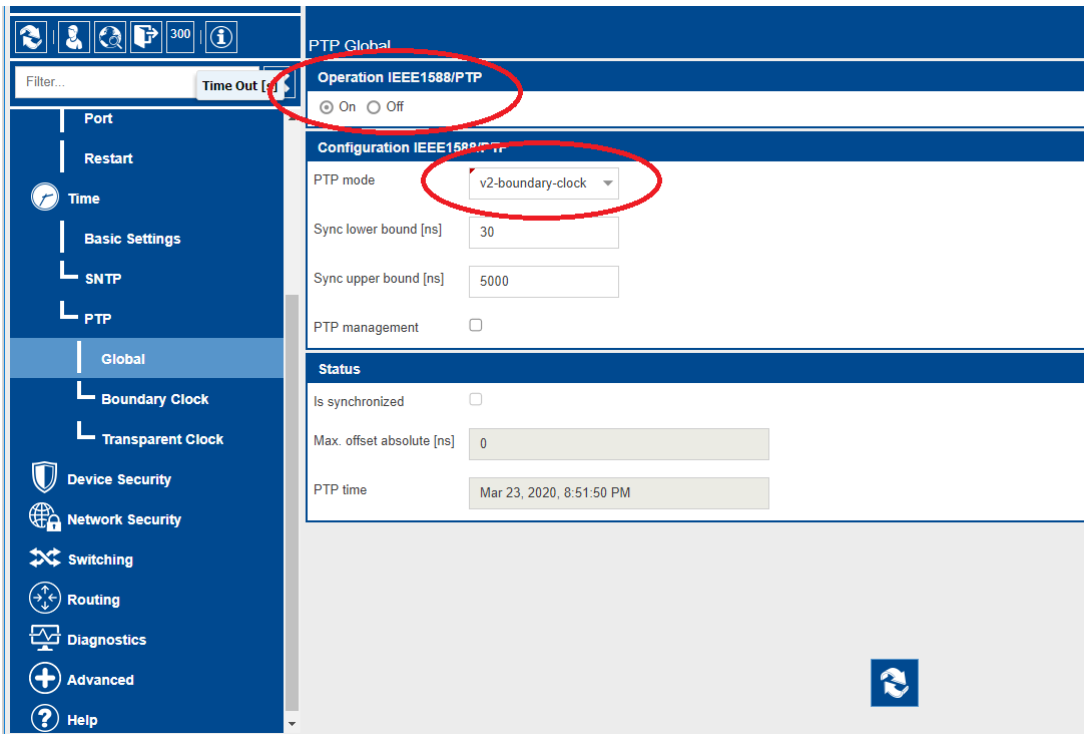 300
PTP Global
Filter...
Time Out [s]
Operation IEEE1588/PTP
On Off
Port
Restart
Time
Basic Settings
SNTP
PTP
Global
Boundary Clock
Transparent Clock
Device Security
Network Security
Switching
Routing
Diagnostics
Advanced
Help
Configuration IEEE1588/PTP
PTP mode
v2-boundary-clock
Sync lower bound [ns]
30
Sync upper bound [ns]
5000
PTP management
Status
Is synchronized
Max. offset absolute [ns]
0
PTP time
Mar 23, 2020, 8:51:50 PM